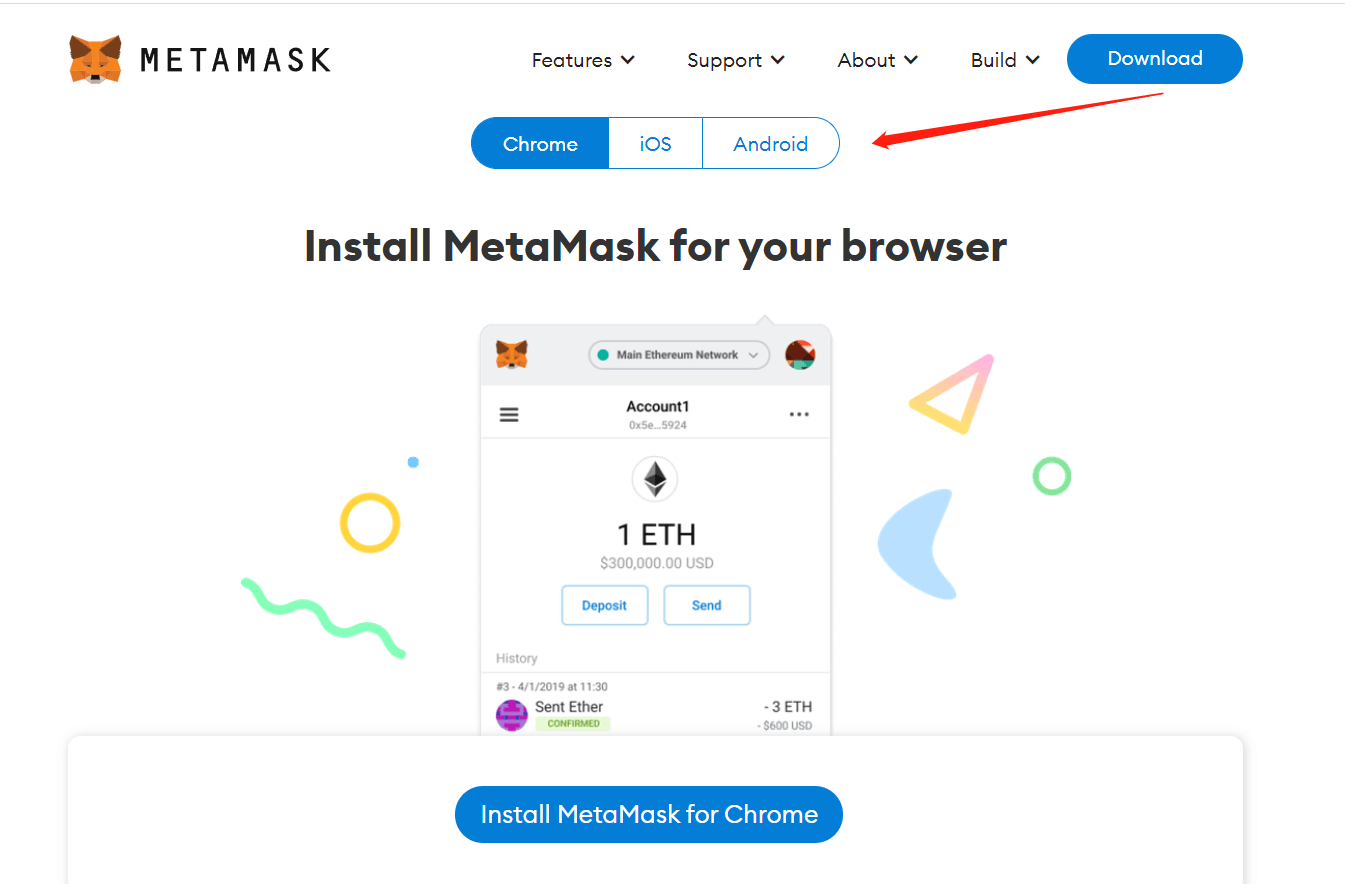 METAMASK
Features
Support
About
Build
Download
Chrome
iOS
Android
Install MetaMask for your browser
Main Ethereum Network
Account1
0x5e...5924
1 ETH
$300,000.00 USD
Deposit
Send
History
#3 - 4/1/2019 at 11:30
Sent Ether
- 3 ETH
CONFIRMED
- $600 USD
Install MetaMask for Chrome